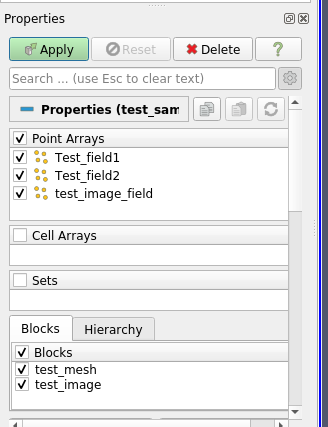 Properties
Apply
Reset
Delete
?
Search ... (use Esc to clear text)
Properties (test_sam
Point Arrays
Test_field1
Test_field2
test_image_field
Cell Arrays
Sets
Blocks
Hierarchy
Blocks
test_mesh
test_image